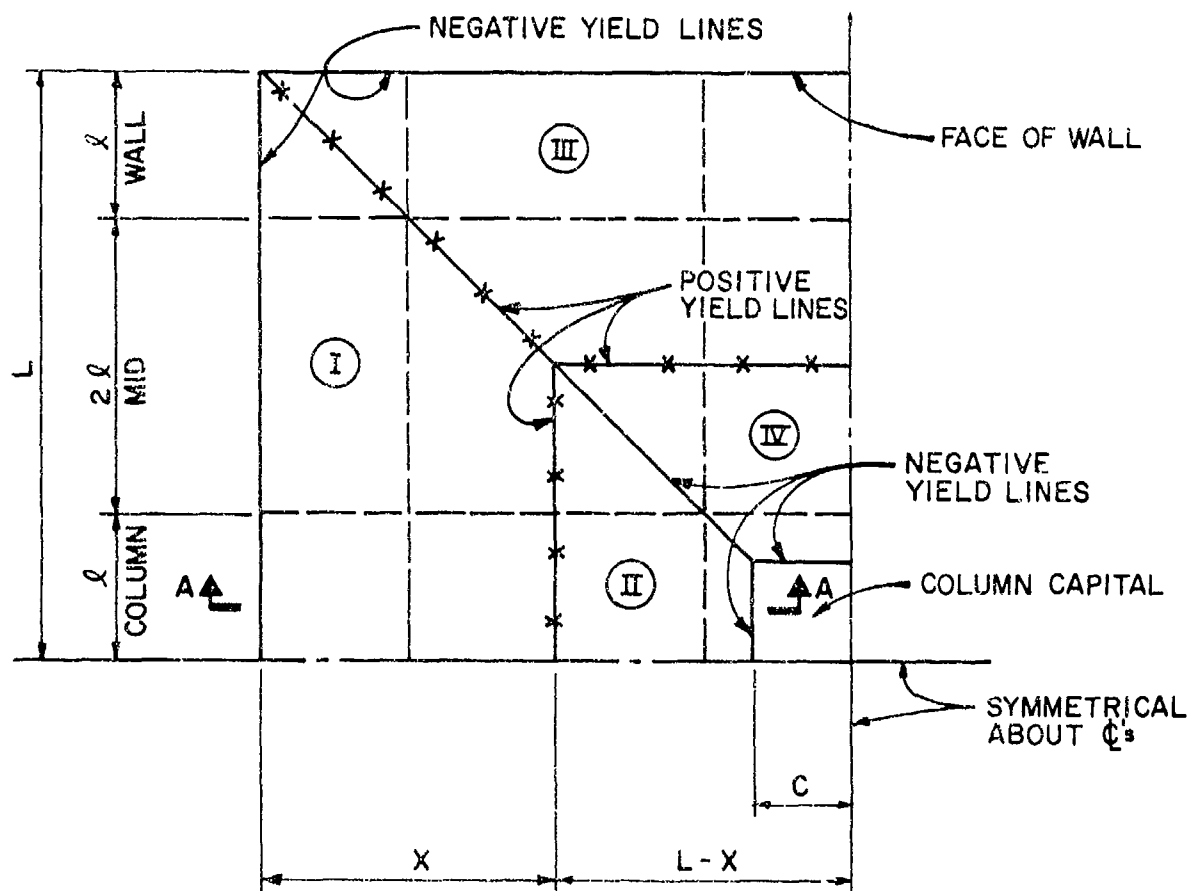 NEGATIVE YIELD LINES
L
ℓ
WALL
III
FACE OF WALL
POSITIVE
YIELD LINES
I
2ℓ
MID
IV
NEGATIVE
YIELD LINES
ℓ
COLUMN
A
II
A
COLUMN CAPITAL
SYMMETRICAL
ABOUT ℄'s
C
X
L - X